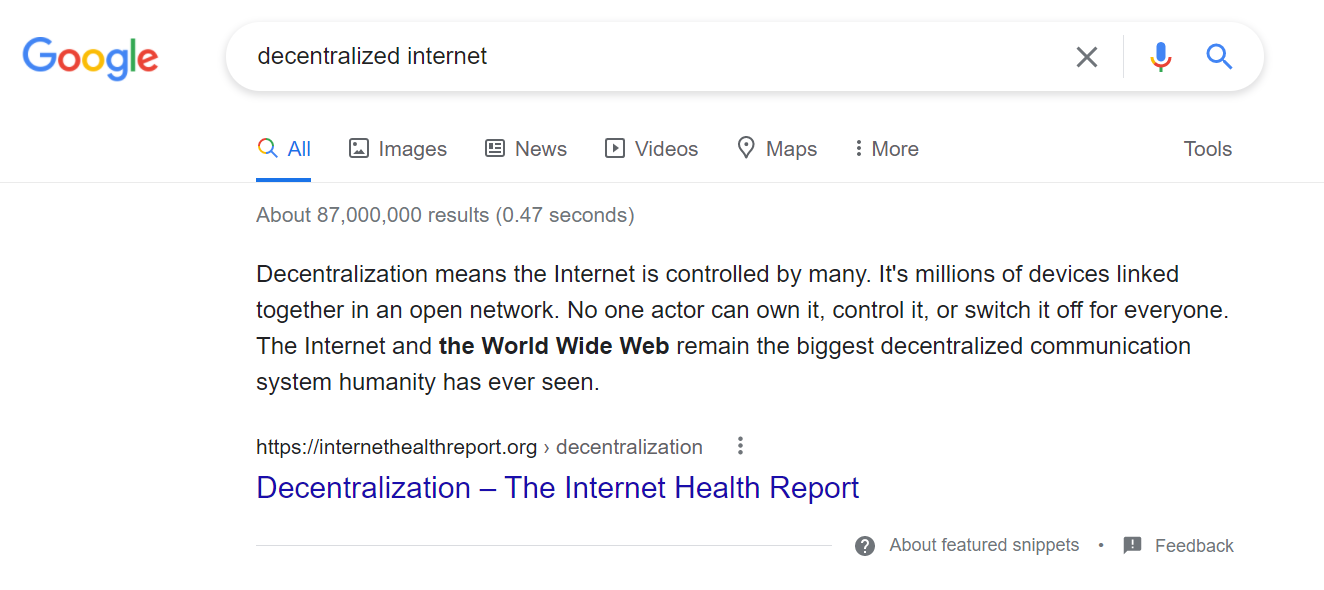 Google
decentralized internet
All Images News Videos Maps More Tools
About 87,000,000 results (0.47 seconds)
Decentralization means the Internet is controlled by many. It's millions of devices linked
together in an open network. No one actor can own it, control it, or switch it off for everyone.
The Internet and the World Wide Web remain the biggest decentralized communication
system humanity has ever seen.
https://internethealthreport.org › decentralization
Decentralization – The Internet Health Report
About featured snippets • Feedback